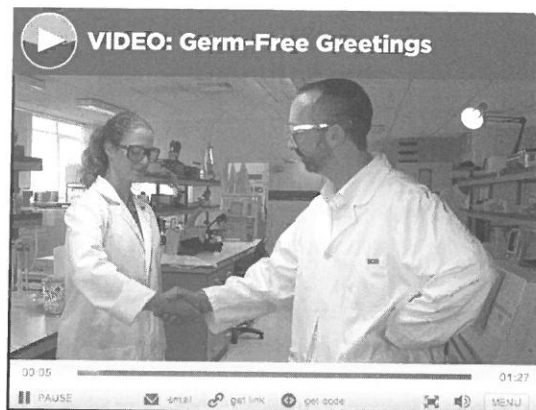 VIDEO: Germ-Free Greetings
00:05 01:27
PAUSE email get link get code MENU